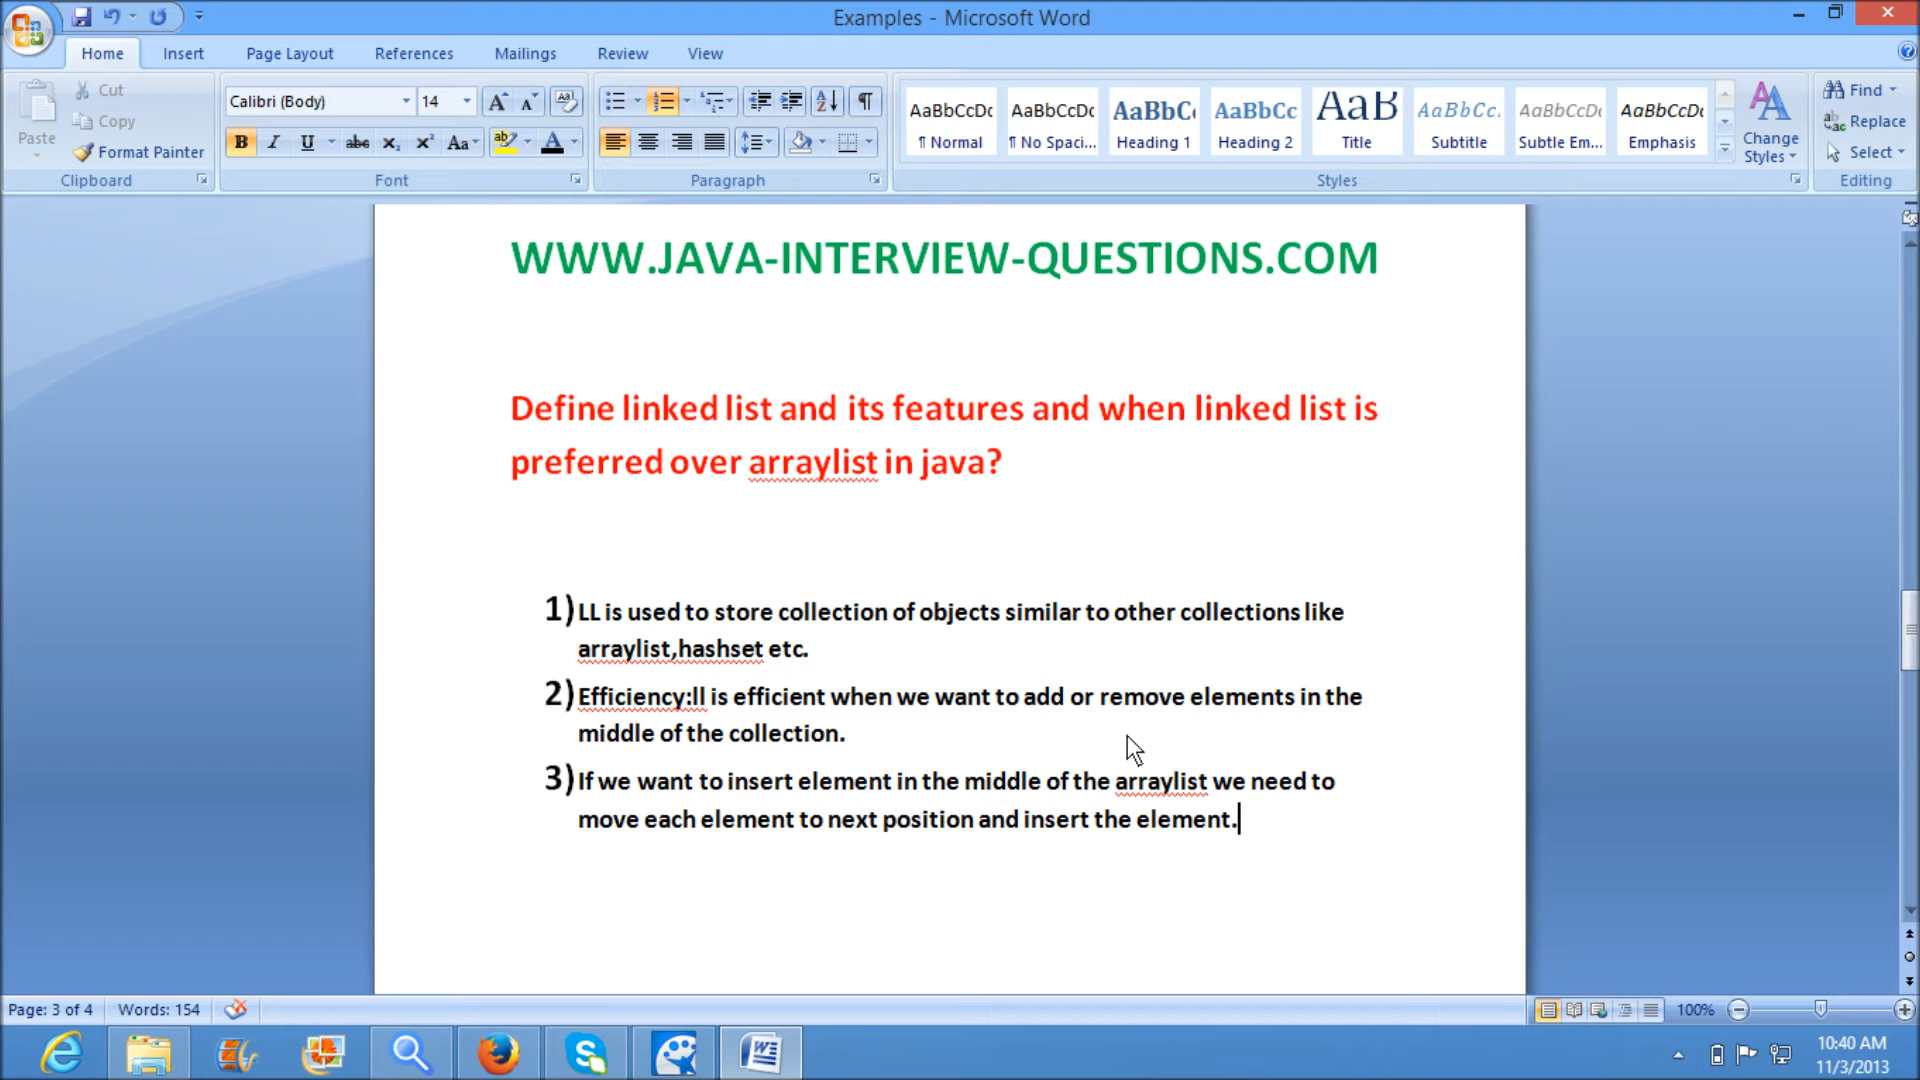 Examples - Microsoft Word
Home Insert Page Layout References Mailings Review View
Cut
Copy
Paste
Format Painter
Clipboard
Calibri (Body) 14
Font
Paragraph
AaBbCcDc AaBbCcDc AaBbC AaBbCc AaB AaBbCc. AaBbCcDc AaBbCcDc
¶ Normal ¶ No Spaci... Heading 1 Heading 2 Title Subtitle Subtle Em... Emphasis
Change
Styles
Styles
Find
Replace
Select
Editing
WWW.JAVA-INTERVIEW-QUESTIONS.COM
Define linked list and its features and when linked list is
preferred over arraylist in java?
1) LL is used to store collection of objects similar to other collections like
arraylist,hashset etc.
2) Efficiency:ll is efficient when we want to add or remove elements in the
middle of the collection.
3) If we want to insert element in the middle of the arraylist we need to
move each element to next position and insert the element.
Page: 3 of 4 Words: 154 100%
10:40 AM
11/3/2013